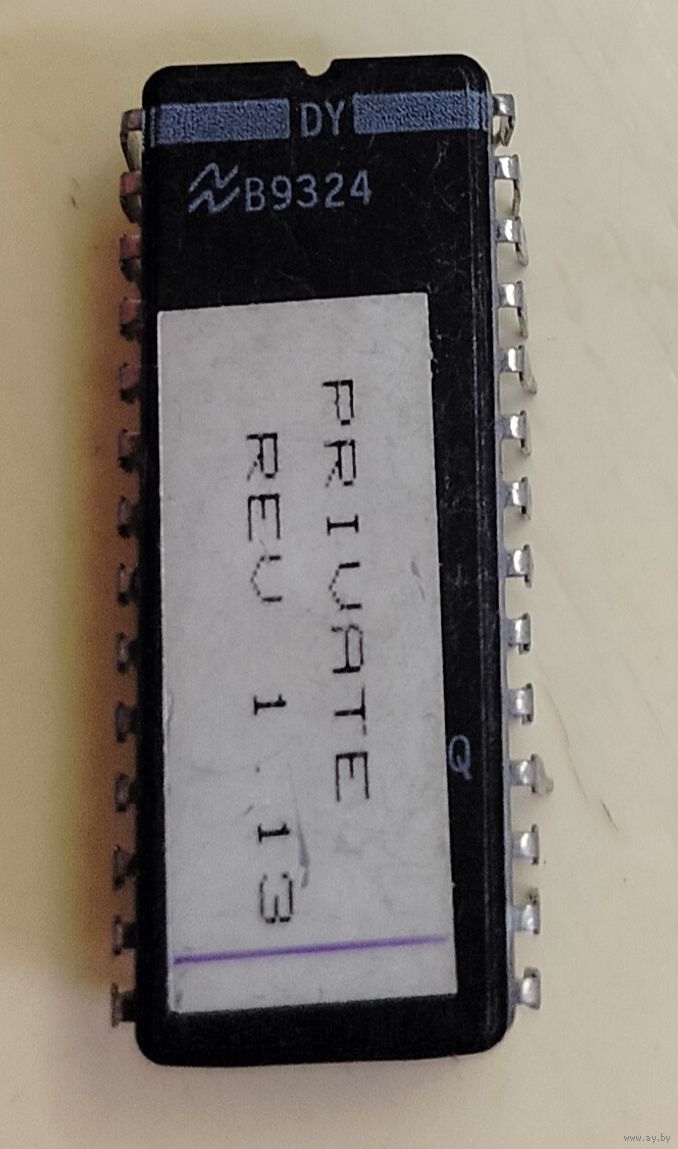 DY
B9324
PRIVATE
REV 1.13
Q
www.ay.by